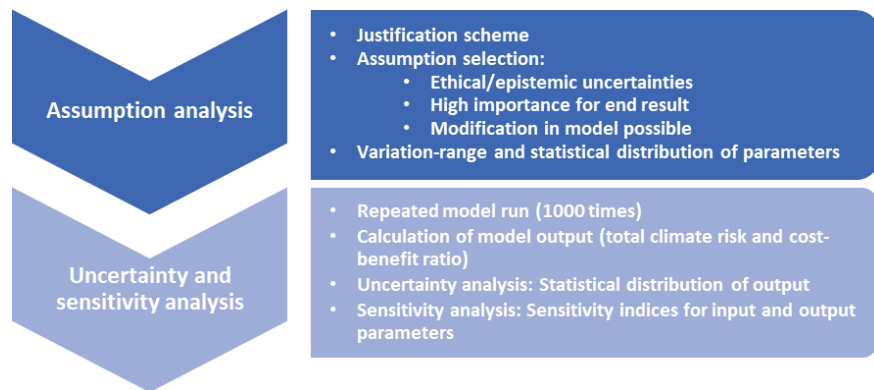 Assumption analysis
• Justification scheme
• Assumption selection:
• Ethical/epistemic uncertainties
• High importance for end result
• Modification in model possible
• Variation-range and statistical distribution of parameters
Uncertainty and
sensitivity analysis
• Repeated model run (1000 times)
• Calculation of model output (total climate risk and cost-
benefit ratio)
• Uncertainty analysis: Statistical distribution of output
• Sensitivity analysis: Sensitivity indices for input and output
parameters